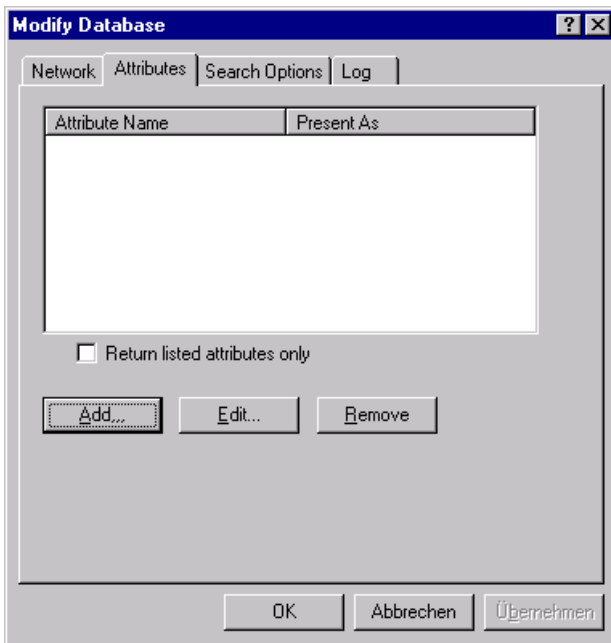 Modify Database
Network Attributes Search Options Log
Attribute Name Present As
Return listed attributes only
Add... Edit... Remove
OK Abbrechen Übernehmen